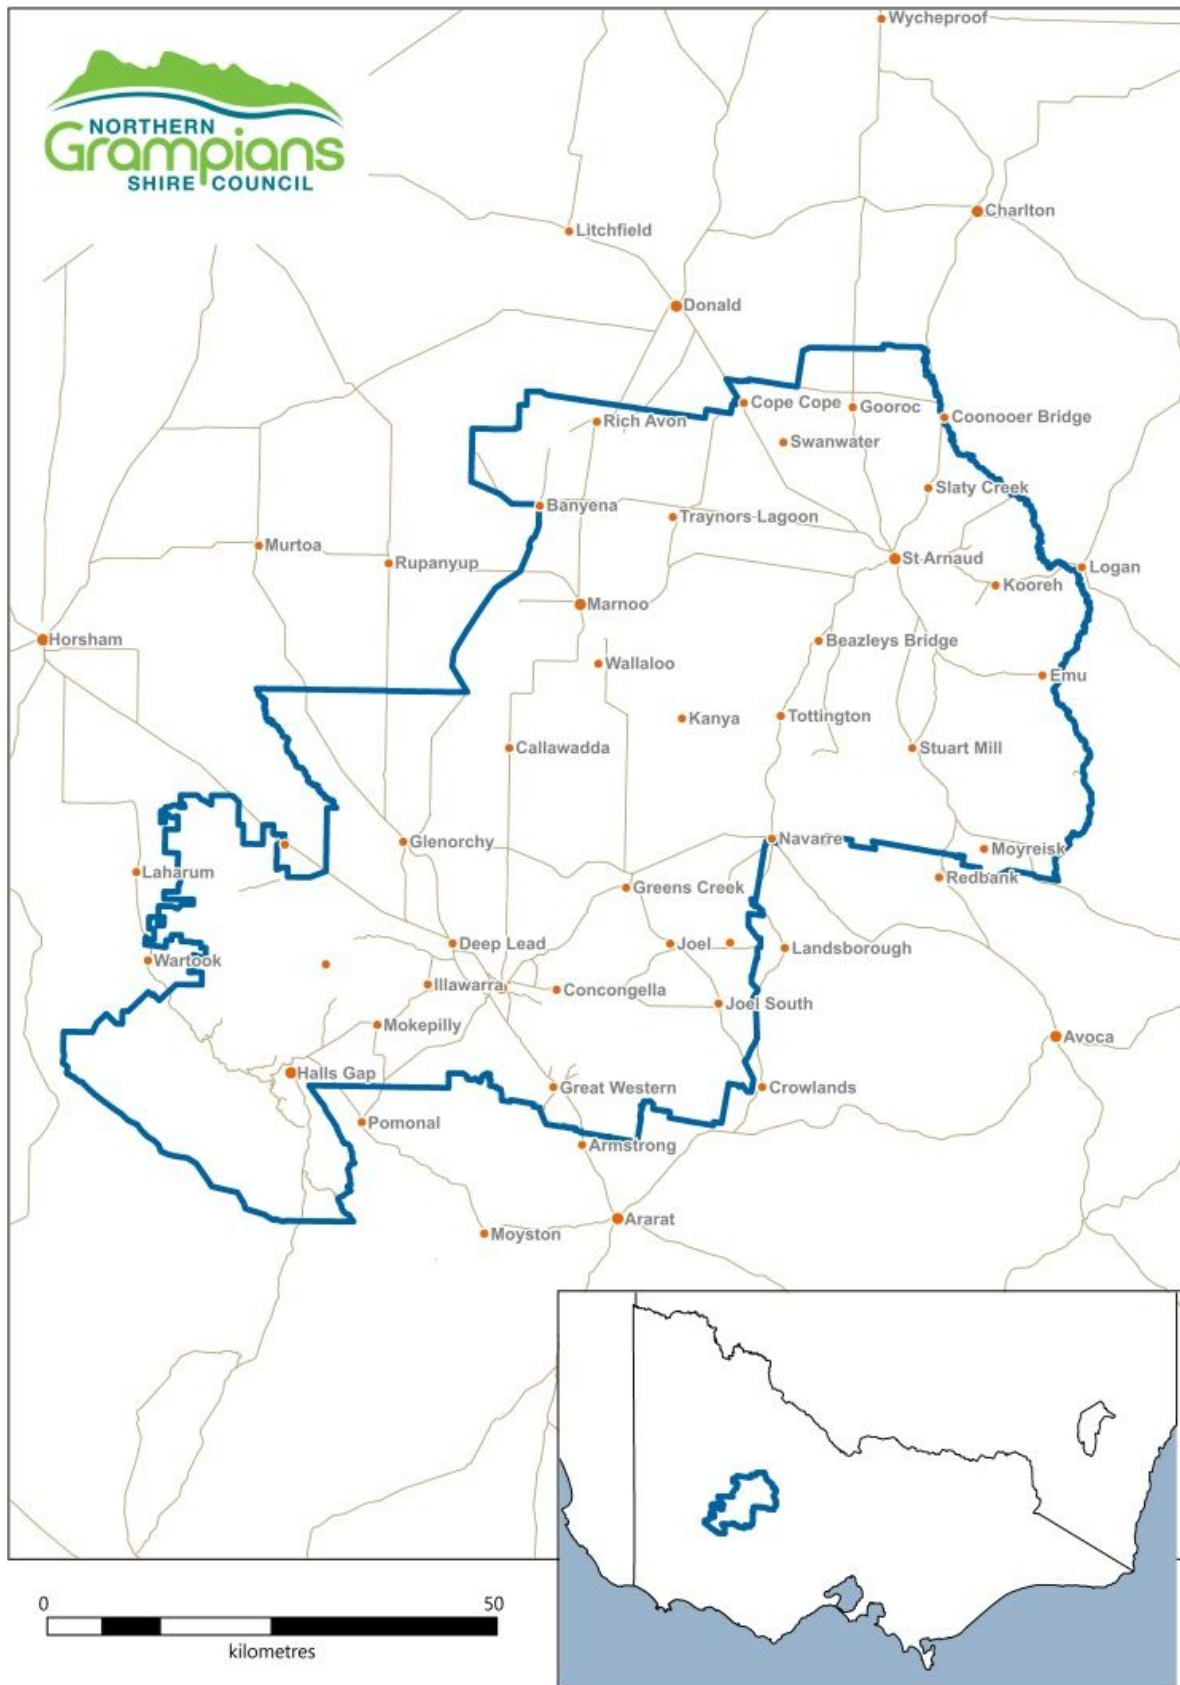 Wycheproof
NORTHERN
Grampians
SHIRE COUNCIL
Charlton
Litchfield
Donald
Cope Cope
Gooroc
Rich Avon
Coonooer Bridge
Swanwater
Slaty Creek
Banyena
Traynors Lagoon
Murtoa
Rupanyup
St Arnaud
Logan
Kooreh
Marnoo
Horsham
Beazleys Bridge
Wallaloo
Emu
Kanya
Tottington
Callawadda
Stuart Mill
Glenorchy
Navarre
Moyreisk
Laharum
Redbank
Greens Creek
Deep Lead
Joel
Landsborough
Wartook
Illawarra
Concongella
Joel South
Mokepilly
Avoca
Halls Gap
Great Western
Crowlands
Pomonal
Armstrong
Ararat
Moyston
0
50
kilometres